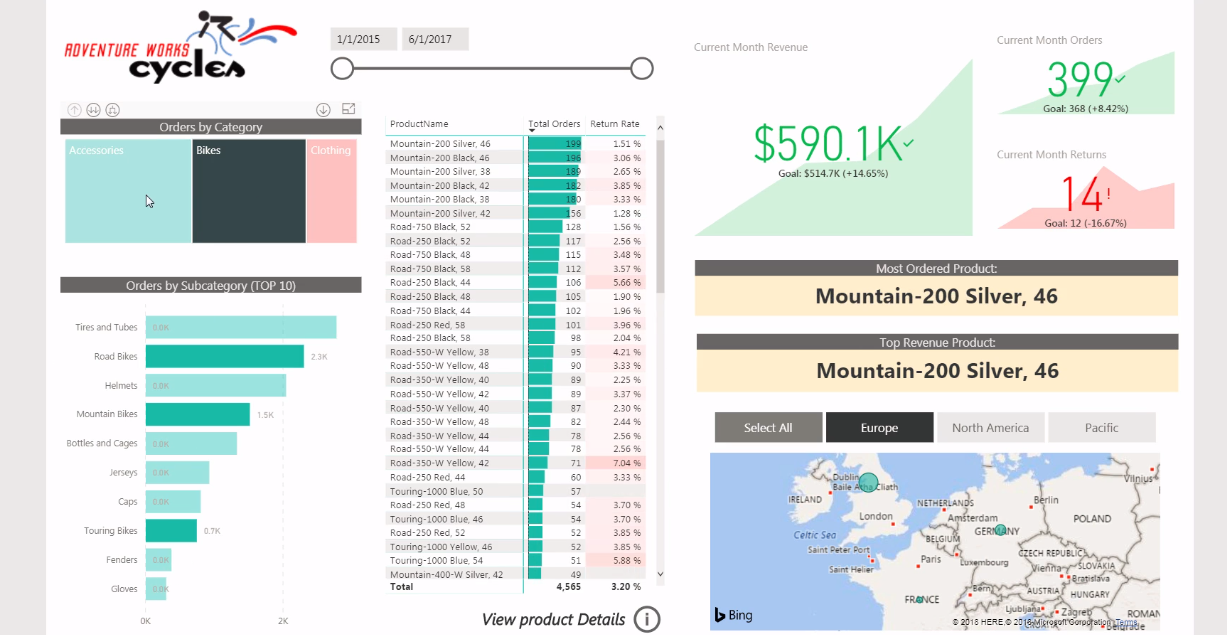 ADVENTURE WORKS
cycles
1/1/2015
6/1/2017
Orders by Category
Accessories
Bikes
Clothing
Orders by Subcategory (TOP 10)
Tires and Tubes 0.0K
Road Bikes 2.3K
Helmets 0.0K
Mountain Bikes 1.5K
Bottles and Cages 0.0K
Jerseys 0.0K
Caps 0.0K
Touring Bikes 0.7K
Fenders 0.0K
Gloves 0.0K
0K 2K
ProductName Total Orders Return Rate
Mountain-200 Silver, 46 199 1.51 %
Mountain-200 Black, 46 196 3.06 %
Mountain-200 Silver, 38 189 2.65 %
Mountain-200 Black, 42 182 3.85 %
Mountain-200 Black, 38 180 3.33 %
Mountain-200 Silver, 42 156 1.28 %
Road-750 Black, 52 128 1.56 %
Road-250 Black, 52 117 2.56 %
Road-750 Black, 48 115 3.48 %
Road-750 Black, 58 112 3.57 %
Road-250 Black, 44 106 5.66 %
Road-250 Black, 48 105 1.90 %
Road-750 Black, 44 102 1.96 %
Road-250 Red, 58 101 3.96 %
Road-250 Black, 58 98 2.04 %
Road-550-W Yellow, 38 95 4.21 %
Road-550-W Yellow, 48 90 3.33 %
Road-350-W Yellow, 40 89 2.25 %
Road-550-W Yellow, 42 89 3.37 %
Road-550-W Yellow, 40 87 2.30 %
Road-350-W Yellow, 48 82 2.44 %
Road-350-W Yellow, 44 78 2.56 %
Road-550-W Yellow, 44 78 2.56 %
Road-350-W Yellow, 42 71 7.04 %
Road-250 Red, 44 60 3.33 %
Touring-1000 Blue, 50 57
Road-250 Red, 48 54 3.70 %
Touring-1000 Blue, 46 54 3.70 %
Road-250 Red, 52 52 3.85 %
Touring-1000 Yellow, 46 52 3.85 %
Touring-1000 Blue, 54 51 5.88 %
Mountain-400-W Silver, 42 49
Total 4,565 3.20 %
View product Details i
Current Month Revenue
$590.1K
Goal: $514.7K (+14.65%)
Current Month Orders
399
Goal: 368 (+8.42%)
Current Month Returns
14!
Goal: 12 (-16.67%)
Most Ordered Product:
Mountain-200 Silver, 46
Top Revenue Product:
Mountain-200 Silver, 46
Select All
Europe
North America
Pacific
Dublin
Baile Átha Cliath
IRELAND
London
Celtic Sea
Saint Peter Port
Saint Helier
NETHERLANDS
Amsterdam
BELGIUM
Paris
Luxembourg
FRANCE
Berlin
GERMANY
POLAND
Vilnius
CZECH REPUBLIC
Vienna
SLOVAKIA
Bratislava
Bern
AUSTRIA
HUNGARY
Ljubljana
Zagreb
ROMAN
Belgrade
Bing
© 2018 HERE, © 2018 Microsoft Corporation Terms